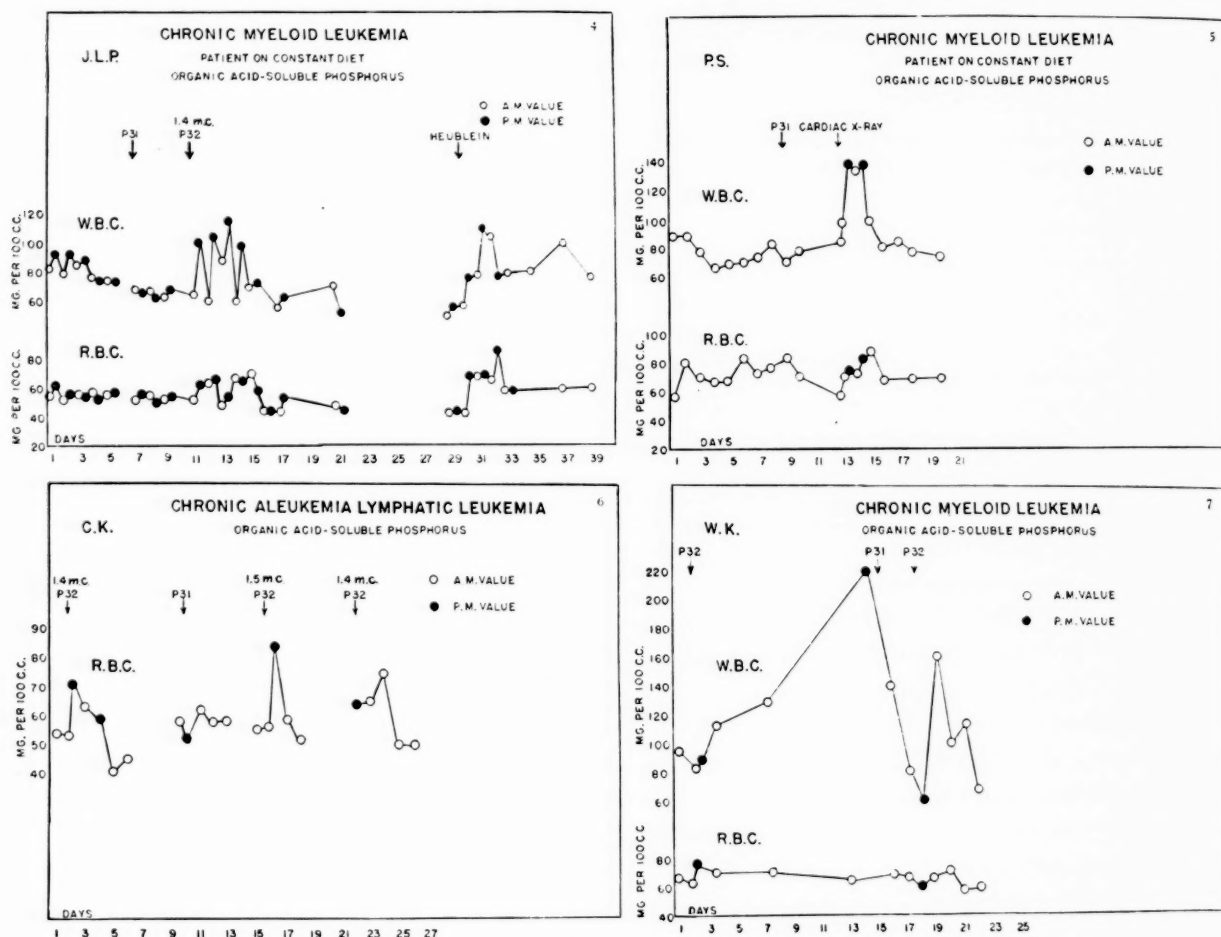 4
CHRONIC MYELOID LEUKEMIA
J.L.P.
PATIENT ON CONSTANT DIET
ORGANIC ACID-SOLUBLE PHOSPHORUS
○ A.M. VALUE
● P.M. VALUE
P31
1.4 m.c.
P32
HEUBLEIN
W.B.C.
MG. PER 100 C.C.
120
100
80
60
R.B.C.
MG. PER 100 C.C.
80
60
40
20
DAYS
1 3 5 7 9 11 13 15 17 19 21 23 25 27 29 31 33 35 37 39
5
CHRONIC MYELOID LEUKEMIA
P.S.
PATIENT ON CONSTANT DIET
ORGANIC ACID-SOLUBLE PHOSPHORUS
P31 CARDIAC X-RAY
○ A.M. VALUE
● P.M. VALUE
W.B.C.
MG. PER 100 C.C.
140
120
100
80
60
R.B.C.
MG. PER 100 C.C.
100
80
60
40
20
DAYS
1 3 5 7 9 11 13 15 17 19 21
6
CHRONIC ALEUKEMIA LYMPHATIC LEUKEMIA
C.K.
ORGANIC ACID-SOLUBLE PHOSPHORUS
1.4 m.c.
P32
P31
1.5 m.c.
P32
1.4 m.c.
P32
○ A.M. VALUE
● P.M. VALUE
R.B.C.
MG. PER 100 C.C.
90
80
70
60
50
40
DAYS
1 3 5 7 9 11 13 15 17 19 21 23 25 27
7
CHRONIC MYELOID LEUKEMIA
W.K.
ORGANIC ACID-SOLUBLE PHOSPHORUS
P32
P31
P32
○ A.M. VALUE
● P.M. VALUE
W.B.C.
MG. PER 100 C.C.
220
200
180
160
140
120
100
80
60
R.B.C.
MG. PER 100 C.C
80
60
40
DAYS
1 3 5 7 9 11 13 15 17 19 21 23 25